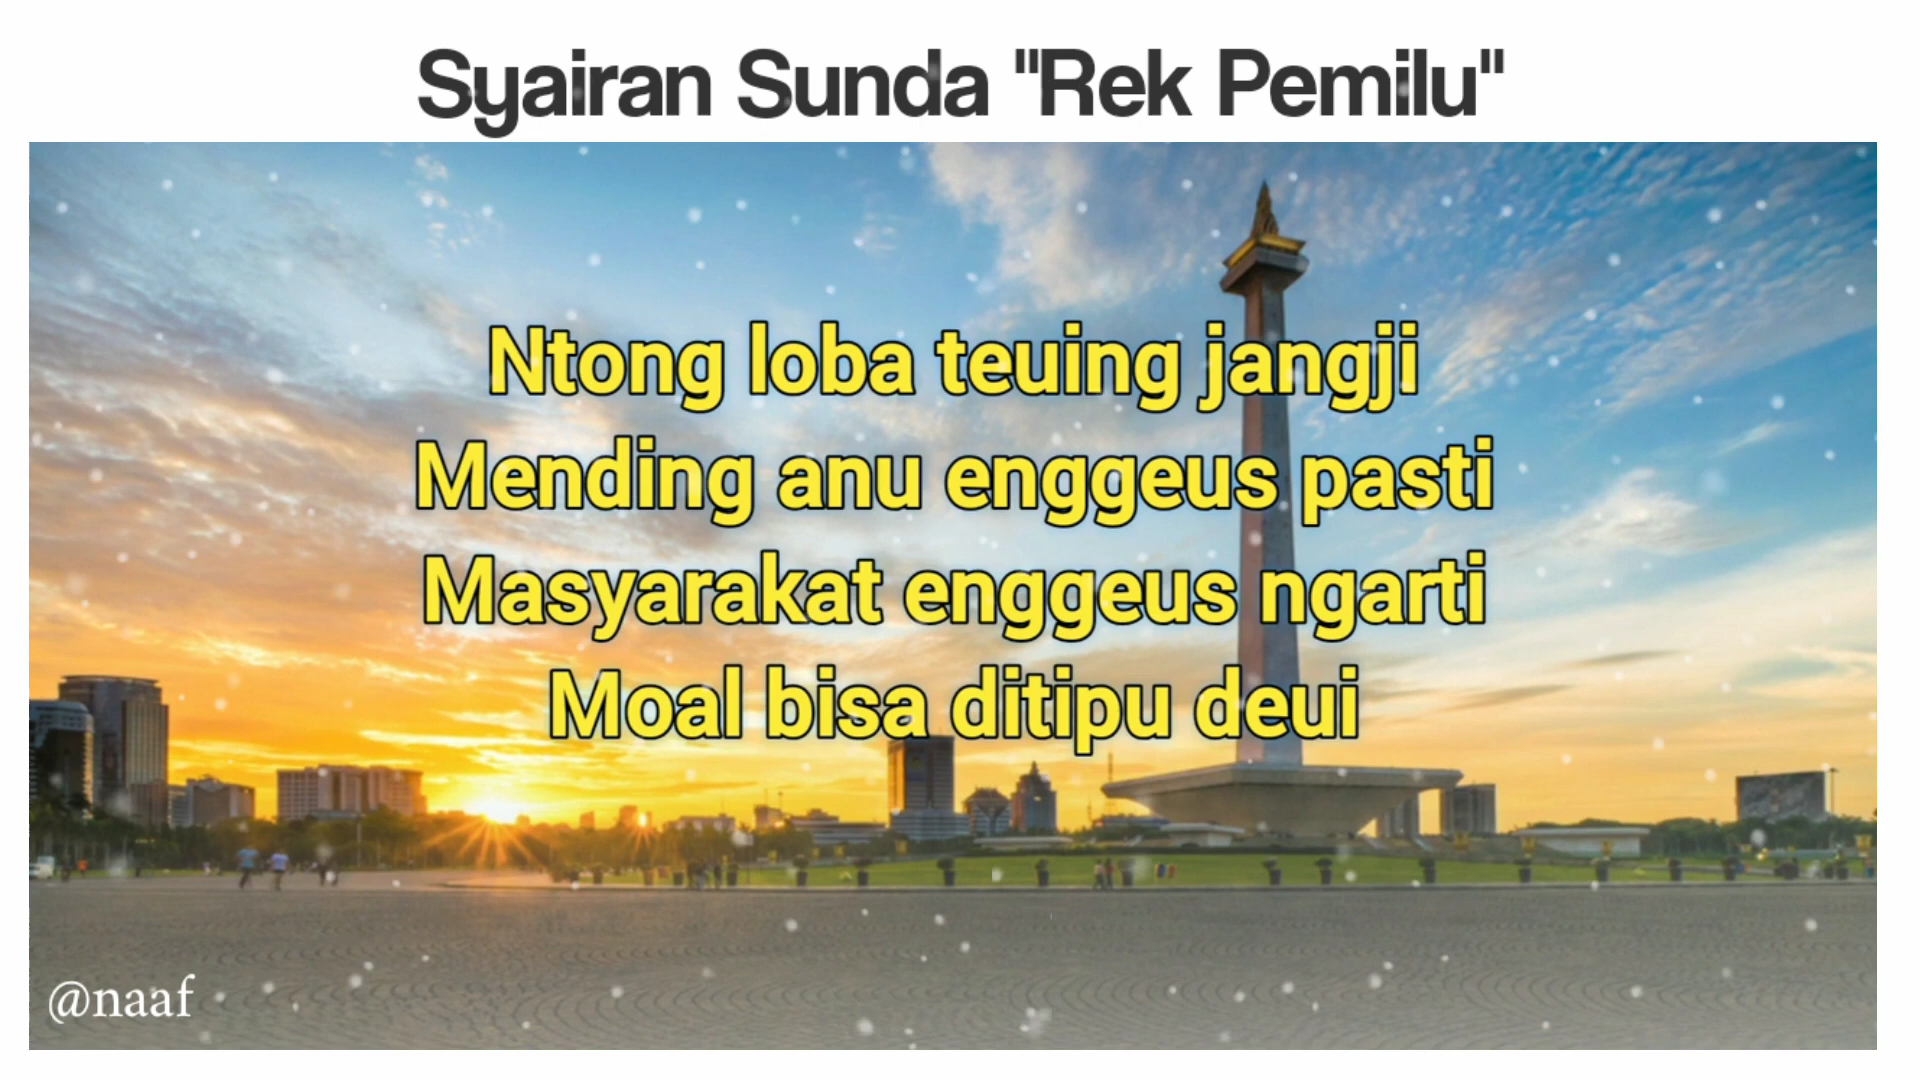 Syairan Sunda "Rek Pemilu"
Ntong loba teuing jangji
Mending anu enggeus pasti
Masyarakat enggeus ngarti
Moal bisa ditipu deui
@naaf